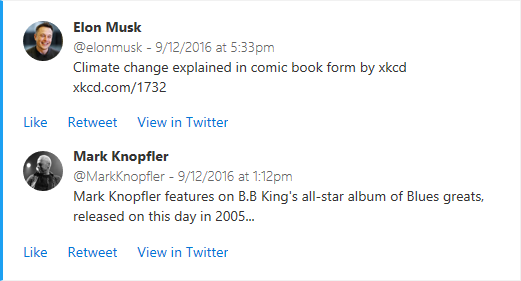 Elon Musk
@elonmusk - 9/12/2016 at 5:33pm
Climate change explained in comic book form by xkcd
xkcd.com/1732
Like Retweet View in Twitter
Mark Knopfler
@MarkKnopfler - 9/12/2016 at 1:12pm
Mark Knopfler features on B.B King's all-star album of Blues greats,
released on this day in 2005...
Like Retweet View in Twitter